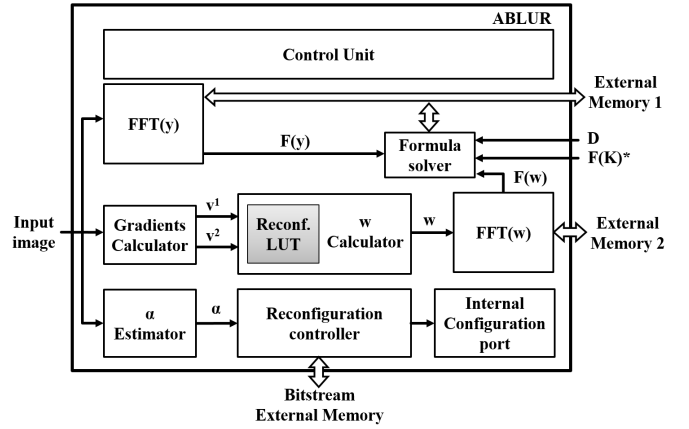 ABLUR
Control Unit
External
Memory 1
FFT(y)
F(y)
Formula
solver
D
F(K)*
F(w)
Input
image
Gradients
Calculator
v¹
v²
Reconf.
LUT
w
Calculator
w
FFT(w)
External
Memory 2
α
Estimator
α
Reconfiguration
controller
Internal
Configuration
port
Bitstream
External Memory